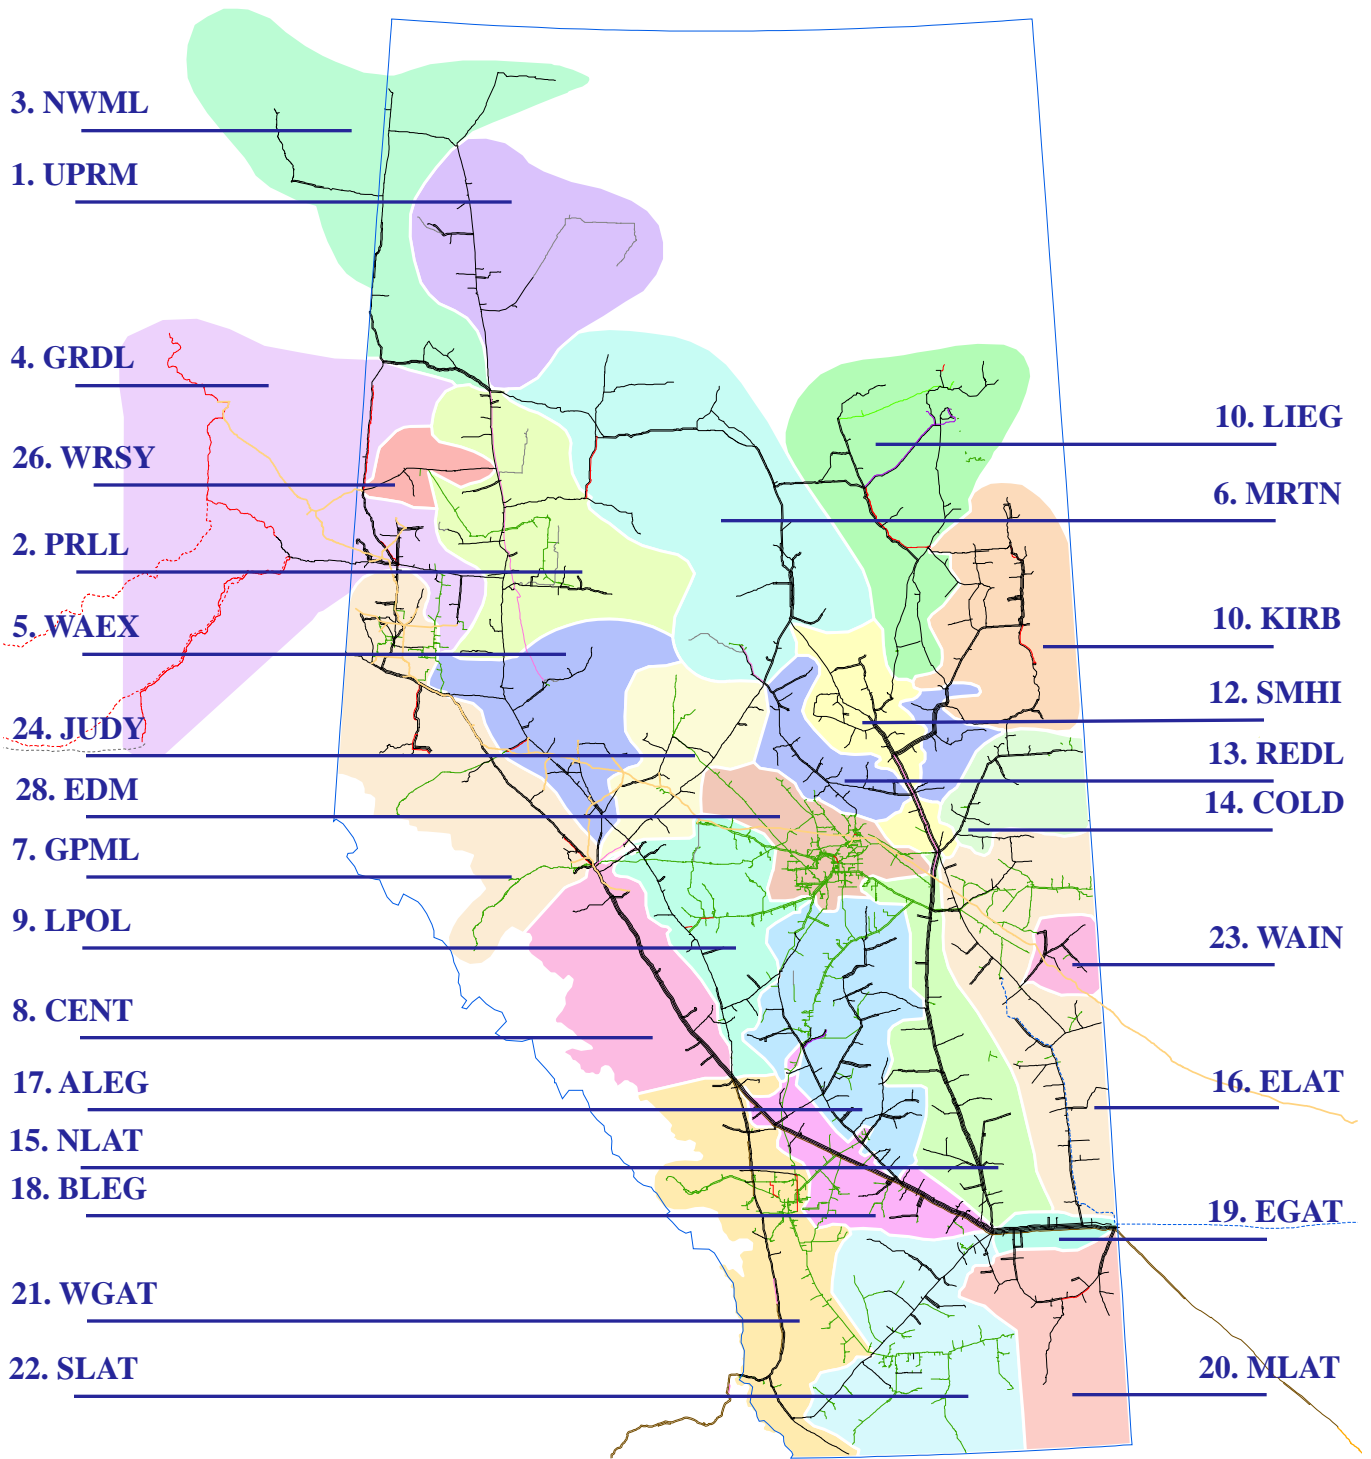 3. NWML
1. UPRM
4. GRDL
26. WRSY
2. PRLL
5. WAEX
24. JUDY
28. EDM
7. GPML
9. LPOL
8. CENT
17. ALEG
15. NLAT
18. BLEG
21. WGAT
22. SLAT
10. LIEG
6. MRTN
10. KIRB
12. SMHI
13. REDL
14. COLD
23. WAIN
16. ELAT
19. EGAT
20. MLAT